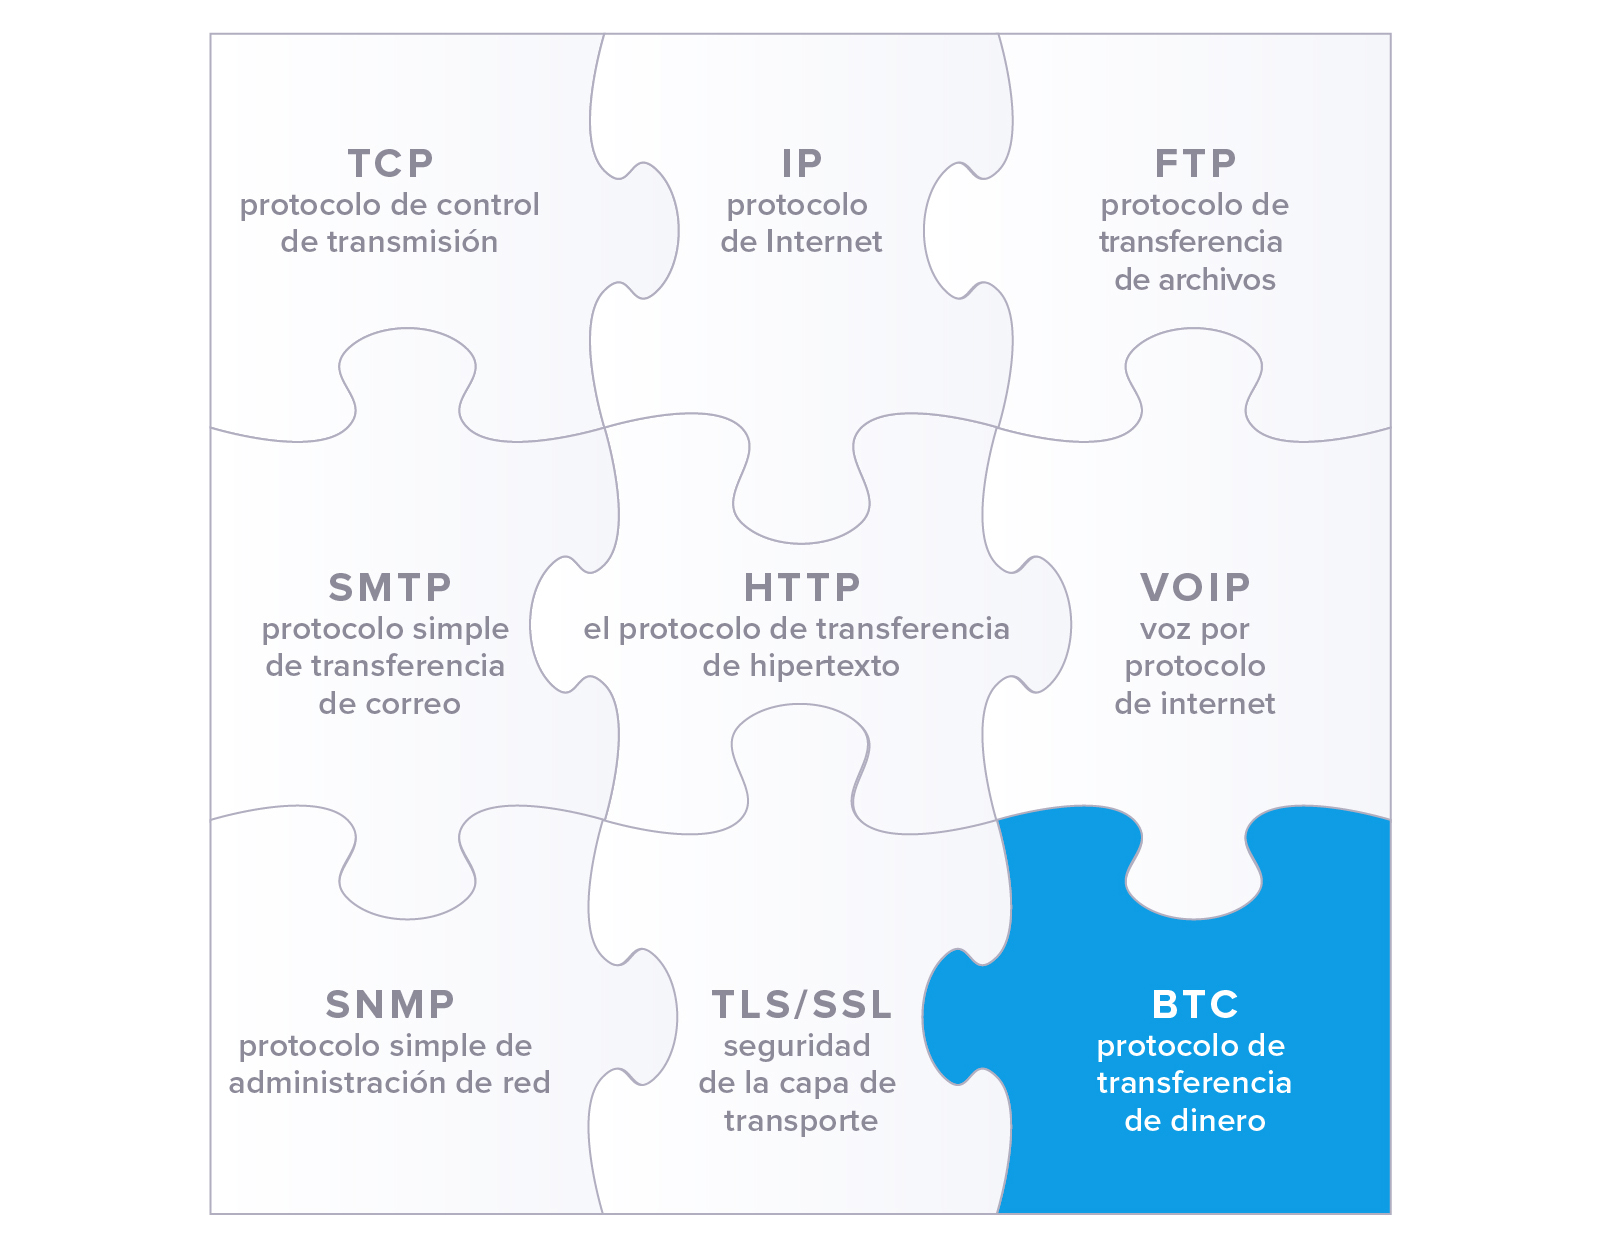 TCP
protocolo de control
de transmisión
IP
protocolo
de Internet
FTP
protocolo de
transferencia
de archivos
SMTP
protocolo simple
de transferencia
de correo
HTTP
el protocolo de transferencia
de hipertexto
VOIP
voz por
protocolo
de internet
SNMP
protocolo simple de
administración de red
TLS/SSL
seguridad
de la capa de
transporte
BTC
protocolo de
transferencia
de dinero